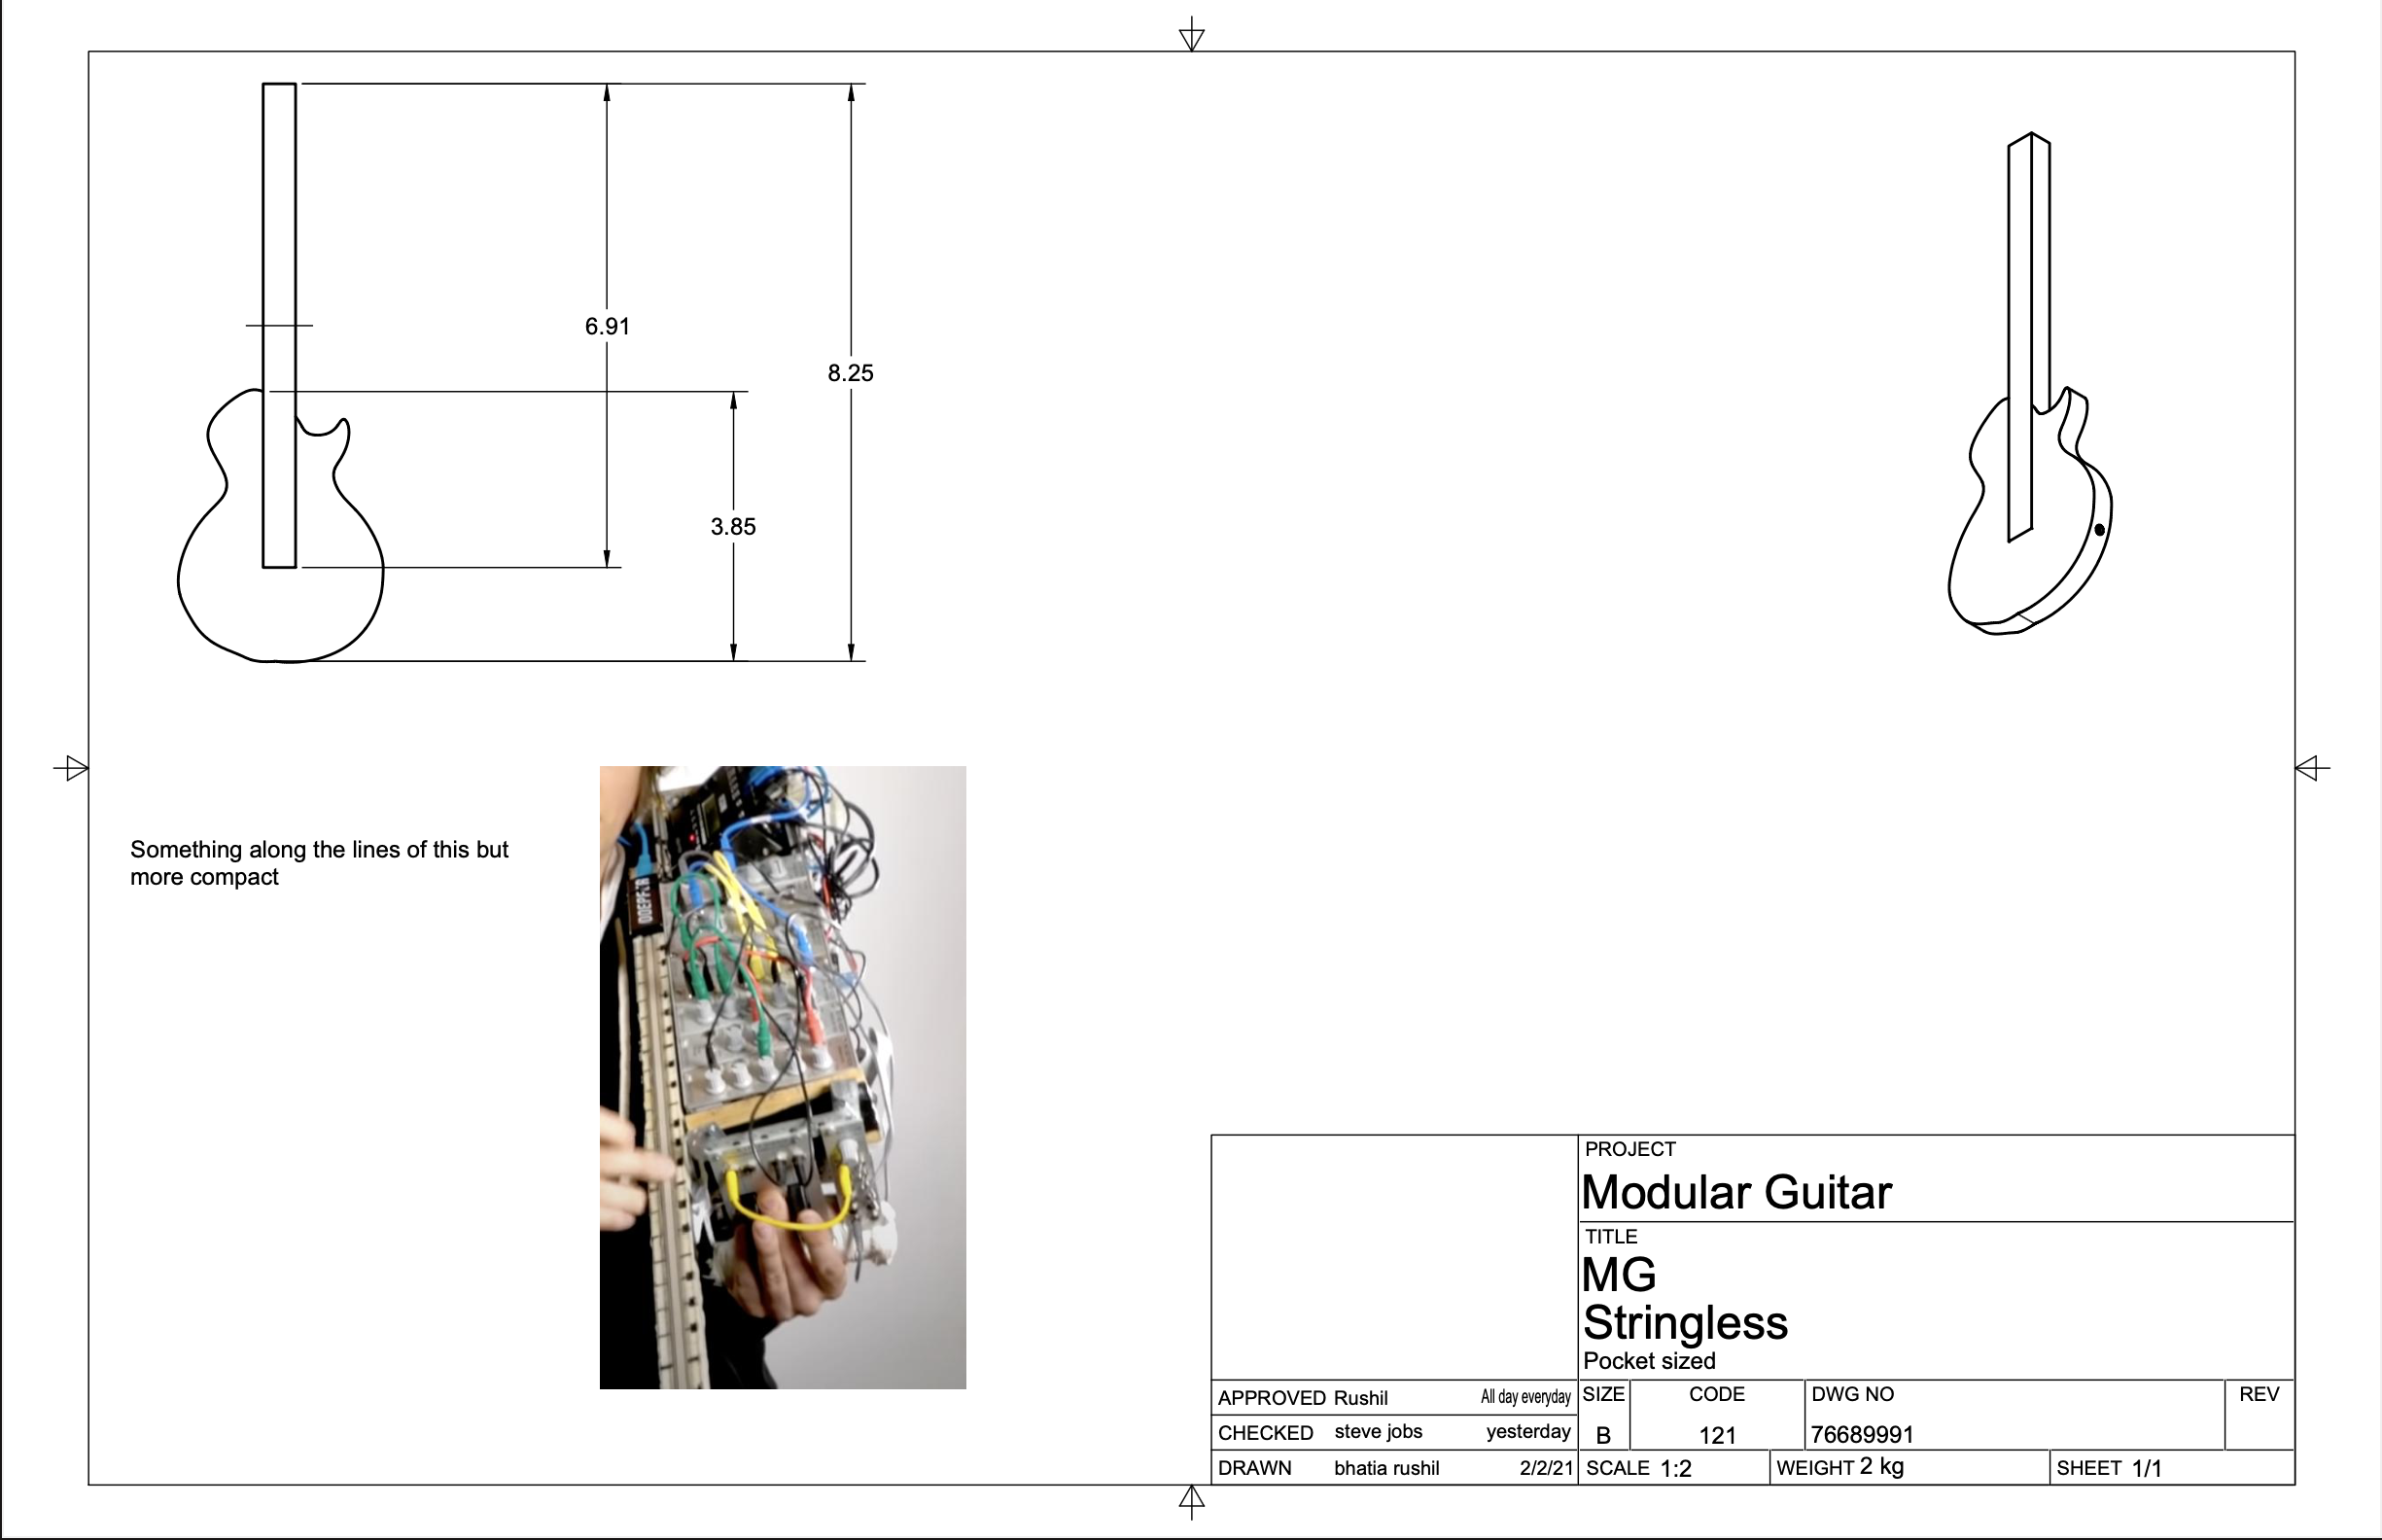 6.91
8.25
3.85
Something along the lines of this but
more compact
DOEPFER
PROJECT
Modular Guitar
TITLE
MG
Stringless
Pocket sized
APPROVED Rushil All day everyday
CHECKED steve jobs yesterday
DRAWN bhatia rushil 2/2/21
SIZE CODE DWG NO REV
B 121 76689991
SCALE 1:2 WEIGHT 2 kg SHEET 1/1